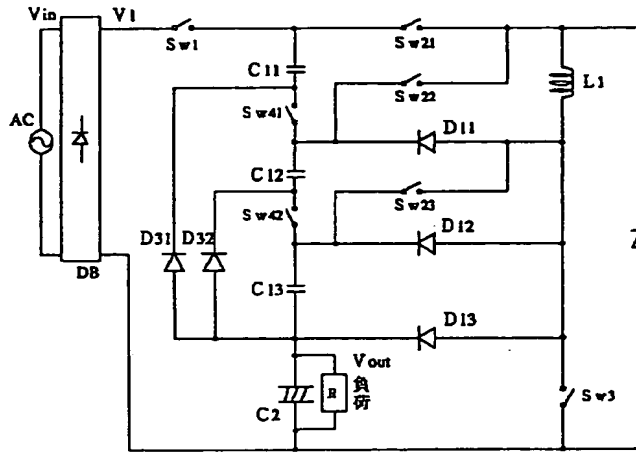 Vin
V1
Sw1
Sw21
C11
Sw22
L1
AC
Sw41
D11
C12
Sw23
Sw42
D31
D32
D12
DB
C13
D13
Vout
負荷
R
C2
Sw3